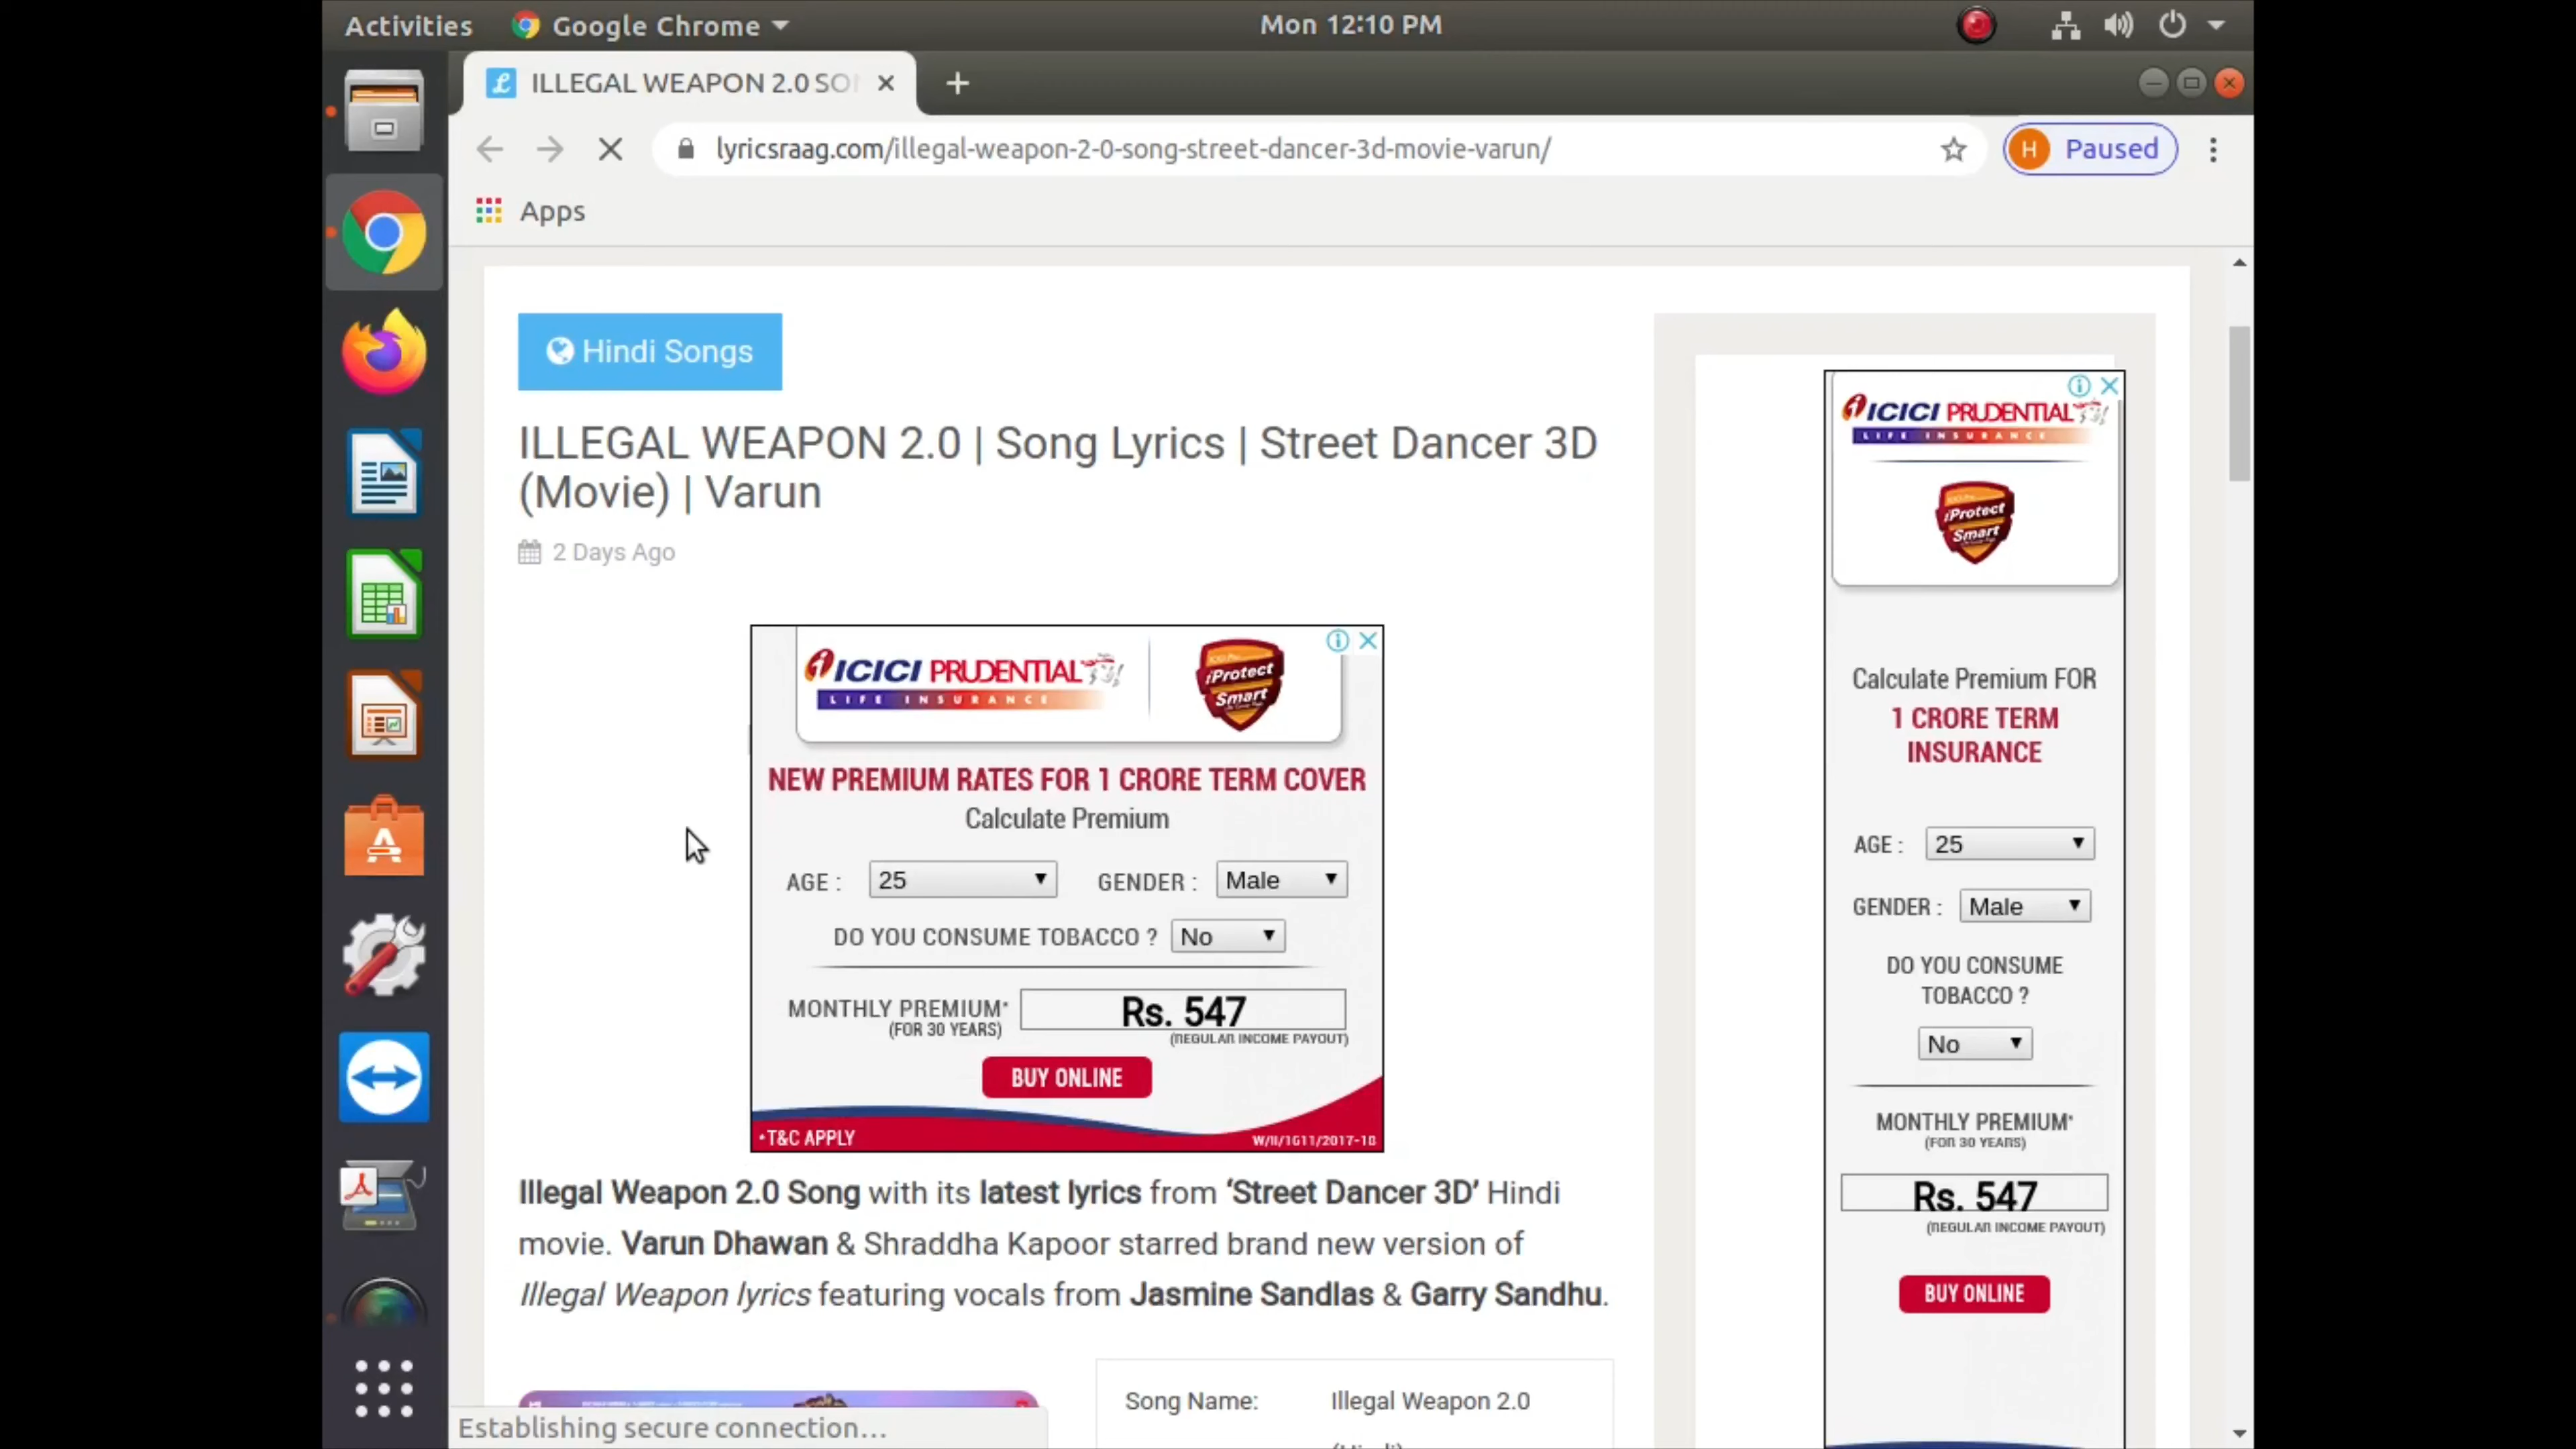 Activities
Google Chrome
Mon 12:10 PM
ILLEGAL WEAPON 2.0 SO
lyricsraag.com/illegal-weapon-2-0-song-street-dancer-3d-movie-varun/
H Paused
Apps
Hindi Songs
ILLEGAL WEAPON 2.0 | Song Lyrics | Street Dancer 3D
(Movie) | Varun
2 Days Ago
ICICI PRUDENTIAL
LIFE INSURANCE
iProtect
Smart
NEW PREMIUM RATES FOR 1 CRORE TERM COVER
Calculate Premium
AGE : 25 GENDER : Male
DO YOU CONSUME TOBACCO ? No
MONTHLY PREMIUM*
(FOR 30 YEARS)
Rs. 547
(REGULAR INCOME PAYOUT)
BUY ONLINE
*T&C APPLY
W/II/1611/2017-18
Illegal Weapon 2.0 Song with its latest lyrics from ‘Street Dancer 3D’ Hindi
movie. Varun Dhawan & Shraddha Kapoor starred brand new version of
Illegal Weapon lyrics featuring vocals from Jasmine Sandlas & Garry Sandhu.
Song Name: Illegal Weapon 2.0
Establishing secure connection...
ICICI PRUDENTIAL
LIFE INSURANCE
iProtect
Smart
Calculate Premium FOR
1 CRORE TERM
INSURANCE
AGE : 25
GENDER : Male
DO YOU CONSUME
TOBACCO ?
No
MONTHLY PREMIUM*
(FOR 30 YEARS)
Rs. 547
(REGULAR INCOME PAYOUT)
BUY ONLINE